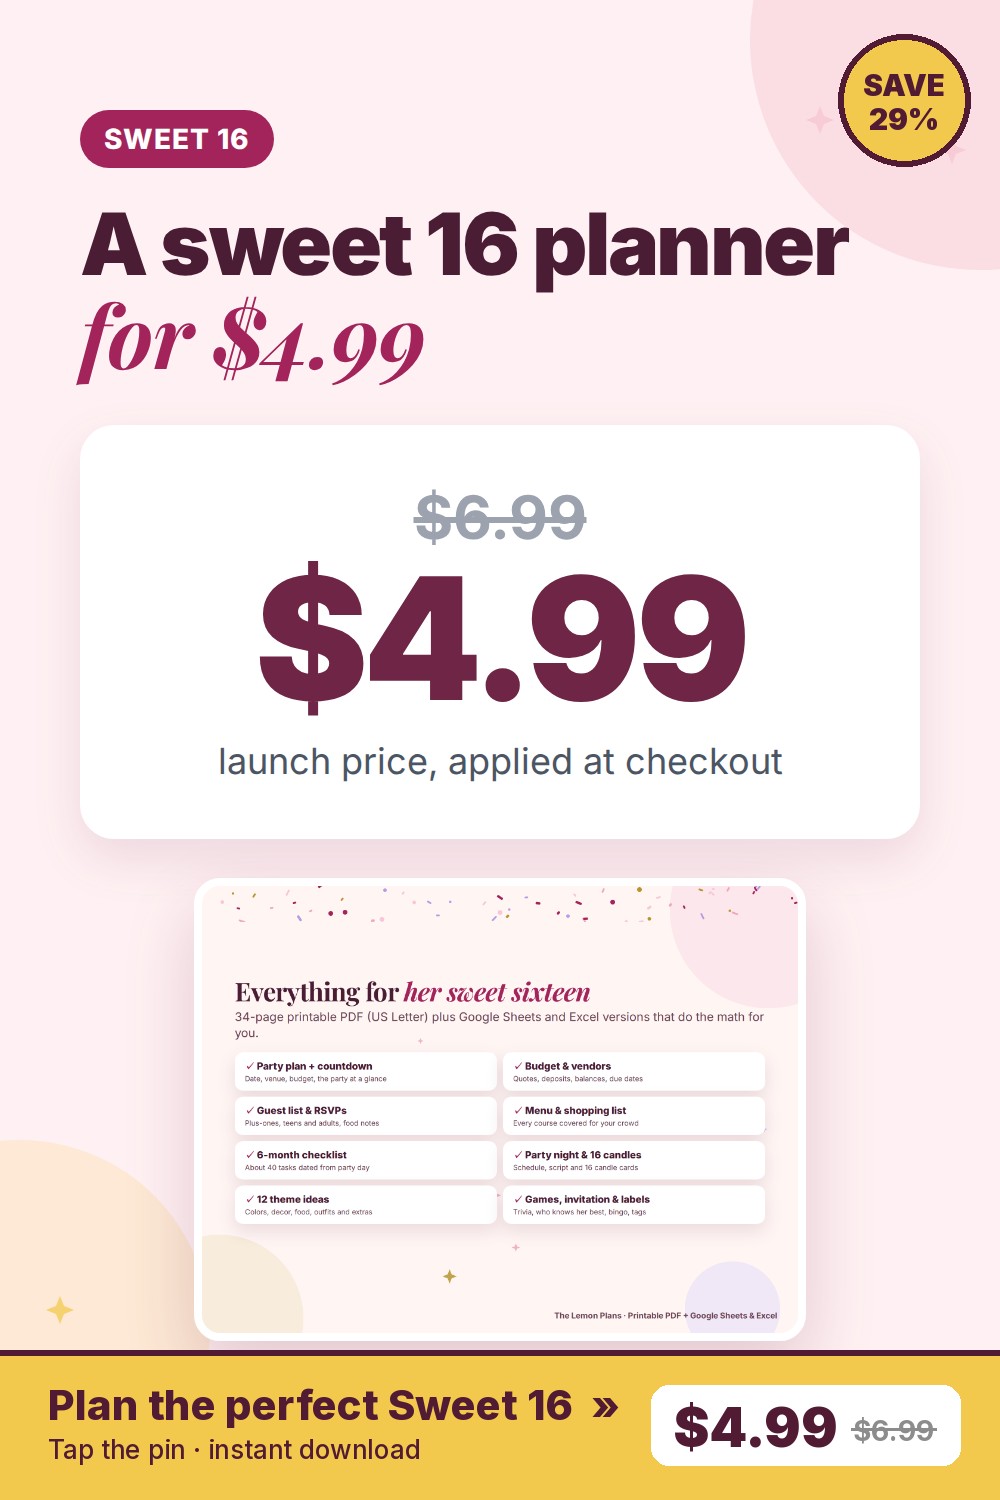 SAVE
29%
SWEET 16
A sweet 16 planner
for $4.99
$6.99
$4.99
launch price, applied at checkout
Everything for her sweet sixteen
34-page printable PDF (US Letter) plus Google Sheets and Excel versions that do the math for
you.
✓ Party plan + countdown
Date, venue, budget, the party at a glance
✓ Budget & vendors
Quotes, deposits, balances, due dates
✓ Guest list & RSVPs
Plus-ones, teens and adults, food notes
✓ Menu & shopping list
Every course covered for your crowd
✓ 6-month checklist
About 40 tasks dated from party day
✓ Party night & 16 candles
Schedule, script and 16 candle cards
✓ 12 theme ideas
Colors, decor, food, outfits and extras
✓ Games, invitation & labels
Trivia, who knows her best, bingo, tags
The Lemon Plans · Printable PDF + Google Sheets & Excel
Plan the perfect Sweet 16 »
Tap the pin · instant download
$4.99 $6.99